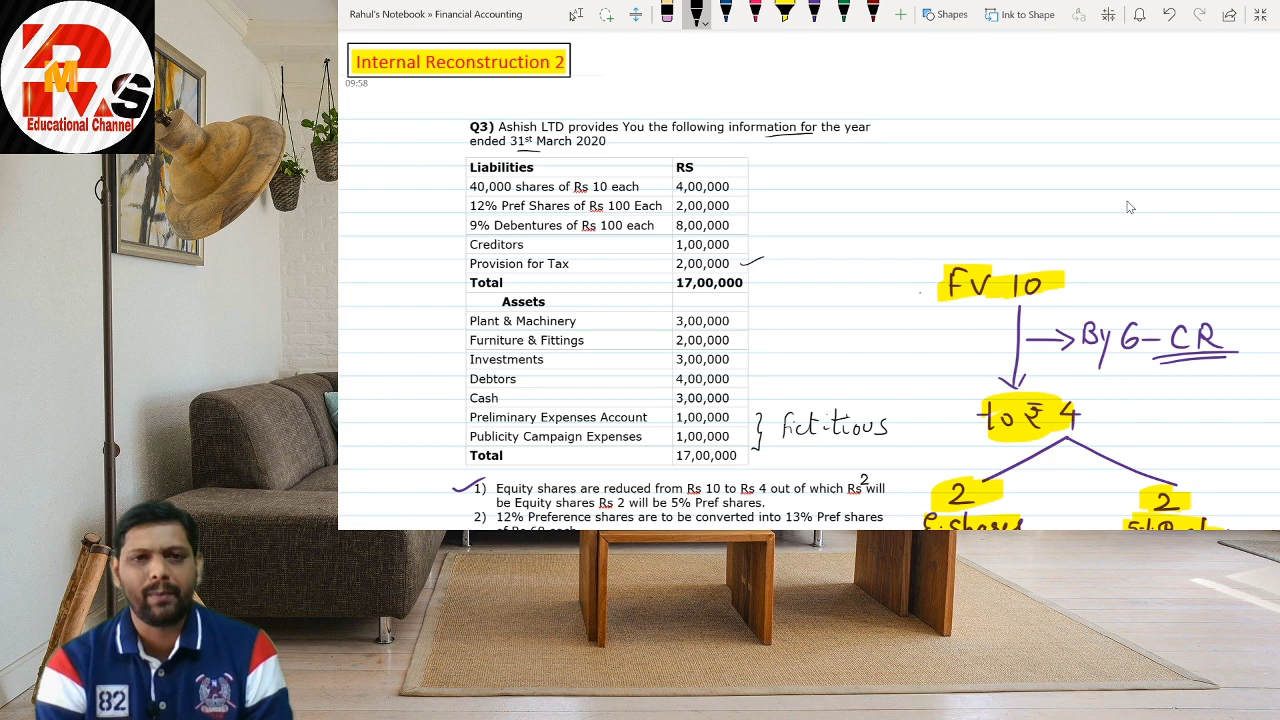 R
M
S
Educational Channel
Rahul's Notebook » Financial Accounting
Shapes
Ink to Shape
Internal Reconstruction 2
09:58
Q3) Ashish LTD provides You the following information for the year
ended 31st March 2020
Liabilities RS
40,000 shares of Rs 10 each 4,00,000
12% Pref Shares of Rs 100 Each 2,00,000
9% Debentures of Rs 100 each 8,00,000
Creditors 1,00,000
Provision for Tax 2,00,000
Total 17,00,000
Assets
Plant & Machinery 3,00,000
Furniture & Fittings 2,00,000
Investments 3,00,000
Debtors 4,00,000
Cash 3,00,000
Preliminary Expenses Account 1,00,000
Publicity Campaign Expenses 1,00,000
Total 17,00,000
} fictitious
FV 10
By 6 - CR
to ₹ 4
2 2
E. shares
1) Equity shares are reduced from Rs 10 to Rs 4 out of which Rs 2 will
be Equity shares Rs 2 will be 5% Pref shares.
2) 12% Preference shares are to be converted into 13% Pref shares
82